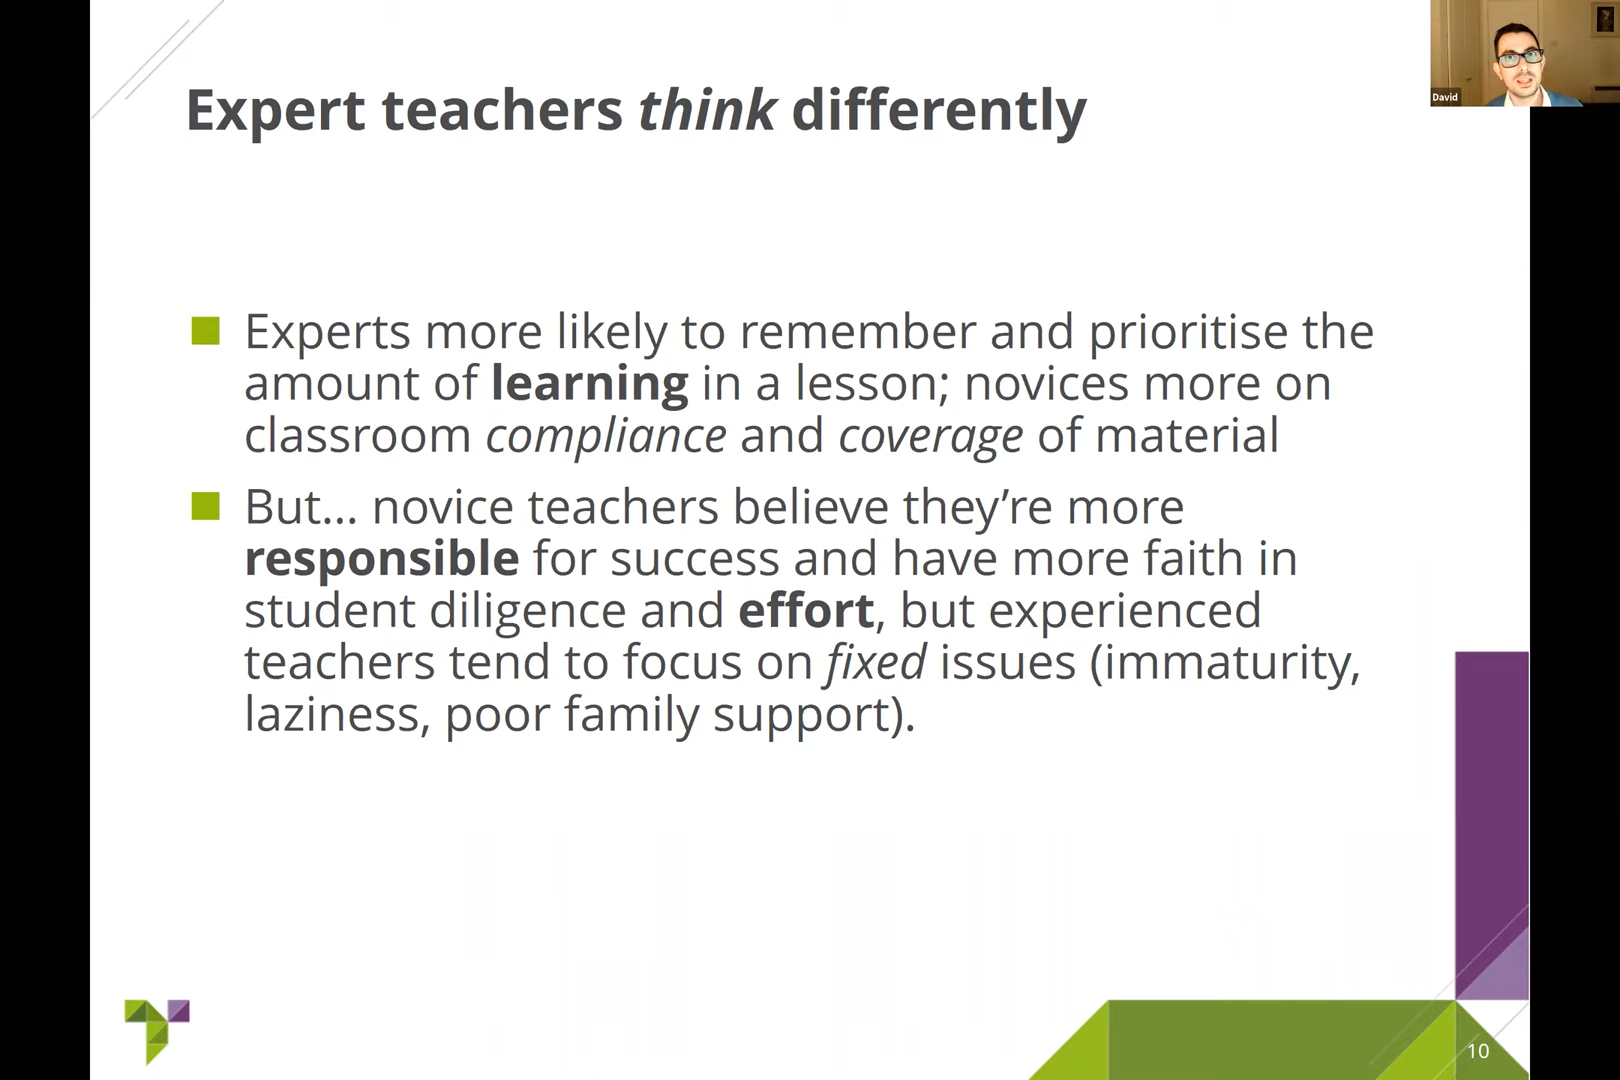 David
Expert teachers think differently
Experts more likely to remember and prioritise the
amount of learning in a lesson; novices more on
classroom compliance and coverage of material
But... novice teachers believe they’re more
responsible for success and have more faith in
student diligence and effort, but experienced
teachers tend to focus on fixed issues (immaturity,
laziness, poor family support).
10